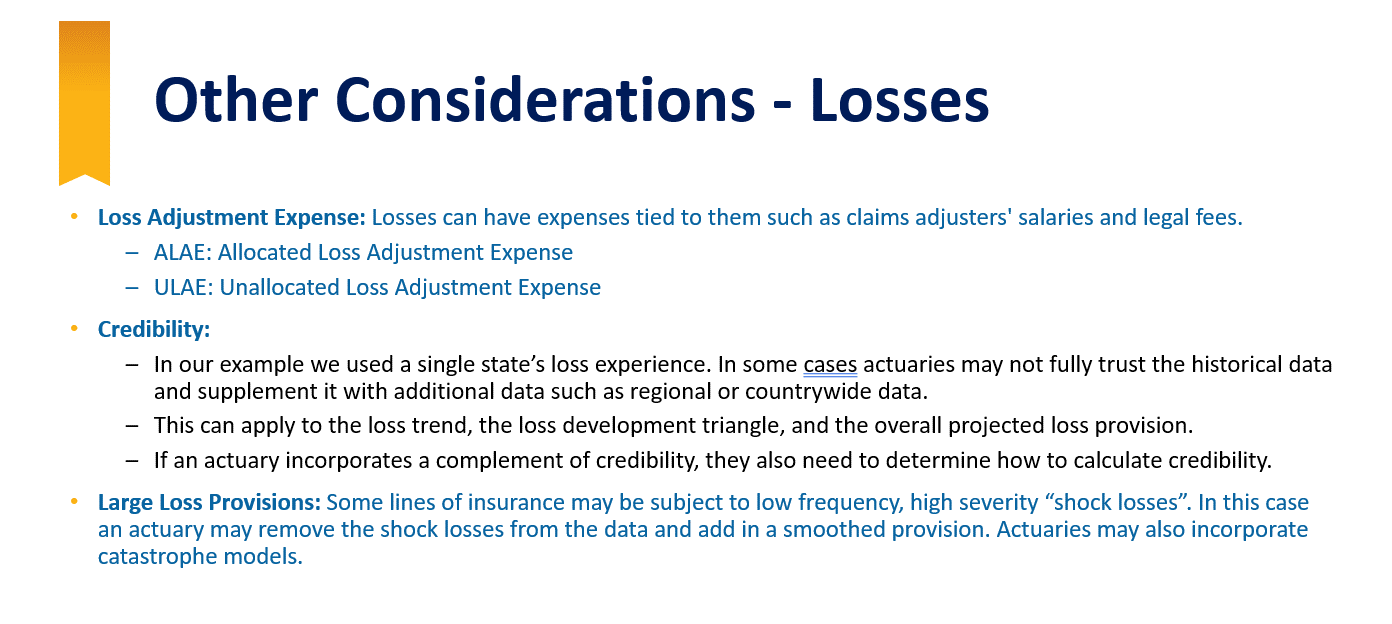 Other Considerations - Losses
• Loss Adjustment Expense: Losses can have expenses tied to them such as claims adjusters' salaries and legal fees.
– ALAE: Allocated Loss Adjustment Expense
– ULAE: Unallocated Loss Adjustment Expense
• Credibility:
– In our example we used a single state’s loss experience. In some cases actuaries may not fully trust the historical data
and supplement it with additional data such as regional or countrywide data.
– This can apply to the loss trend, the loss development triangle, and the overall projected loss provision.
– If an actuary incorporates a complement of credibility, they also need to determine how to calculate credibility.
• Large Loss Provisions: Some lines of insurance may be subject to low frequency, high severity “shock losses”. In this case
an actuary may remove the shock losses from the data and add in a smoothed provision. Actuaries may also incorporate
catastrophe models.